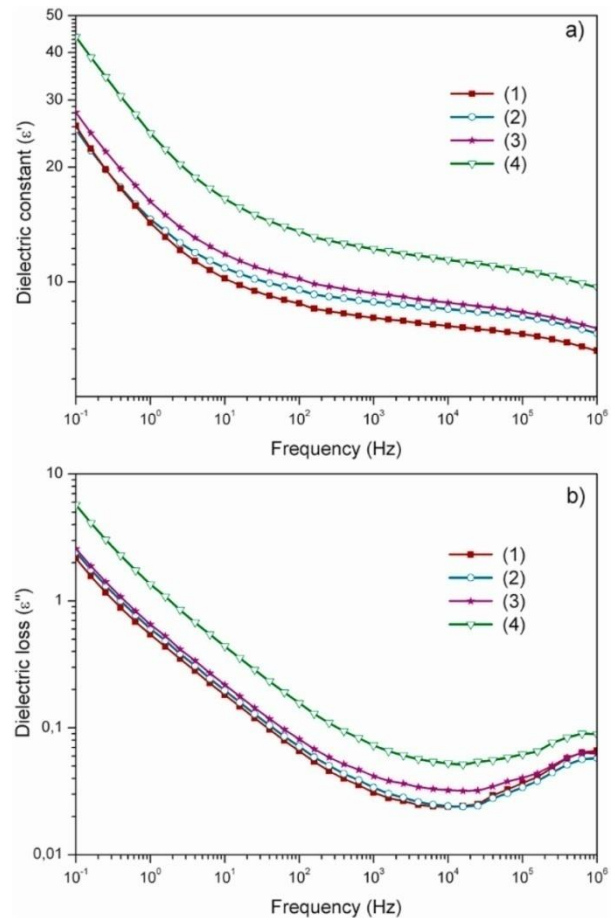 a)
50
40
30
20
10
Dielectric constant (ε')
(1)
(2)
(3)
(4)
10⁻¹ 10⁰ 10¹ 10² 10³ 10⁴ 10⁵ 10⁶
Frequency (Hz)
b)
10
1
0,1
0,01
Dielectric loss (ε'')
(1)
(2)
(3)
(4)
10⁻¹ 10⁰ 10¹ 10² 10³ 10⁴ 10⁵ 10⁶
Frequency (Hz)